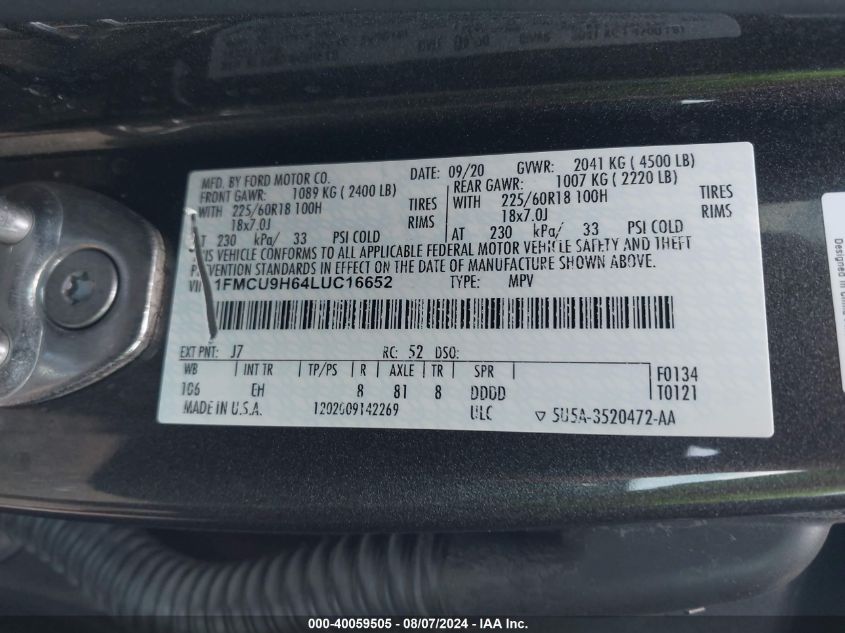 MFD. BY FORD MOTOR CO. DATE: 09/20 GVWR: 2041 KG ( 4500 LB)
FRONT GAWR: 1089 KG ( 2400 LB) REAR GAWR: 1007 KG ( 2220 LB)
WITH 225/60R18 100H TIRES WITH 225/60R18 100H TIRES
18x7.0J RIMS 18x7.0J RIMS
AT 230 kPa/ 33 PSI COLD AT 230 kPa/ 33 PSI COLD
THIS VEHICLE CONFORMS TO ALL APPLICABLE FEDERAL MOTOR VEHICLE SAFETY AND THEFT
PREVENTION STANDARDS IN EFFECT ON THE DATE OF MANUFACTURE SHOWN ABOVE.
VIN: 1FMCU9H64LUC16652 TYPE: MPV
EXT PNT: J7 RC: 52 DSO:
WB INT TR TP/PS R AXLE TR SPR F0134
106 EH 8 81 8 DDDD T0121
MADE IN U.S.A. 1202009142269 ULC ▽ 5U5A-3520472-AA
000-40059505 - 08/07/2024 - IAA Inc.